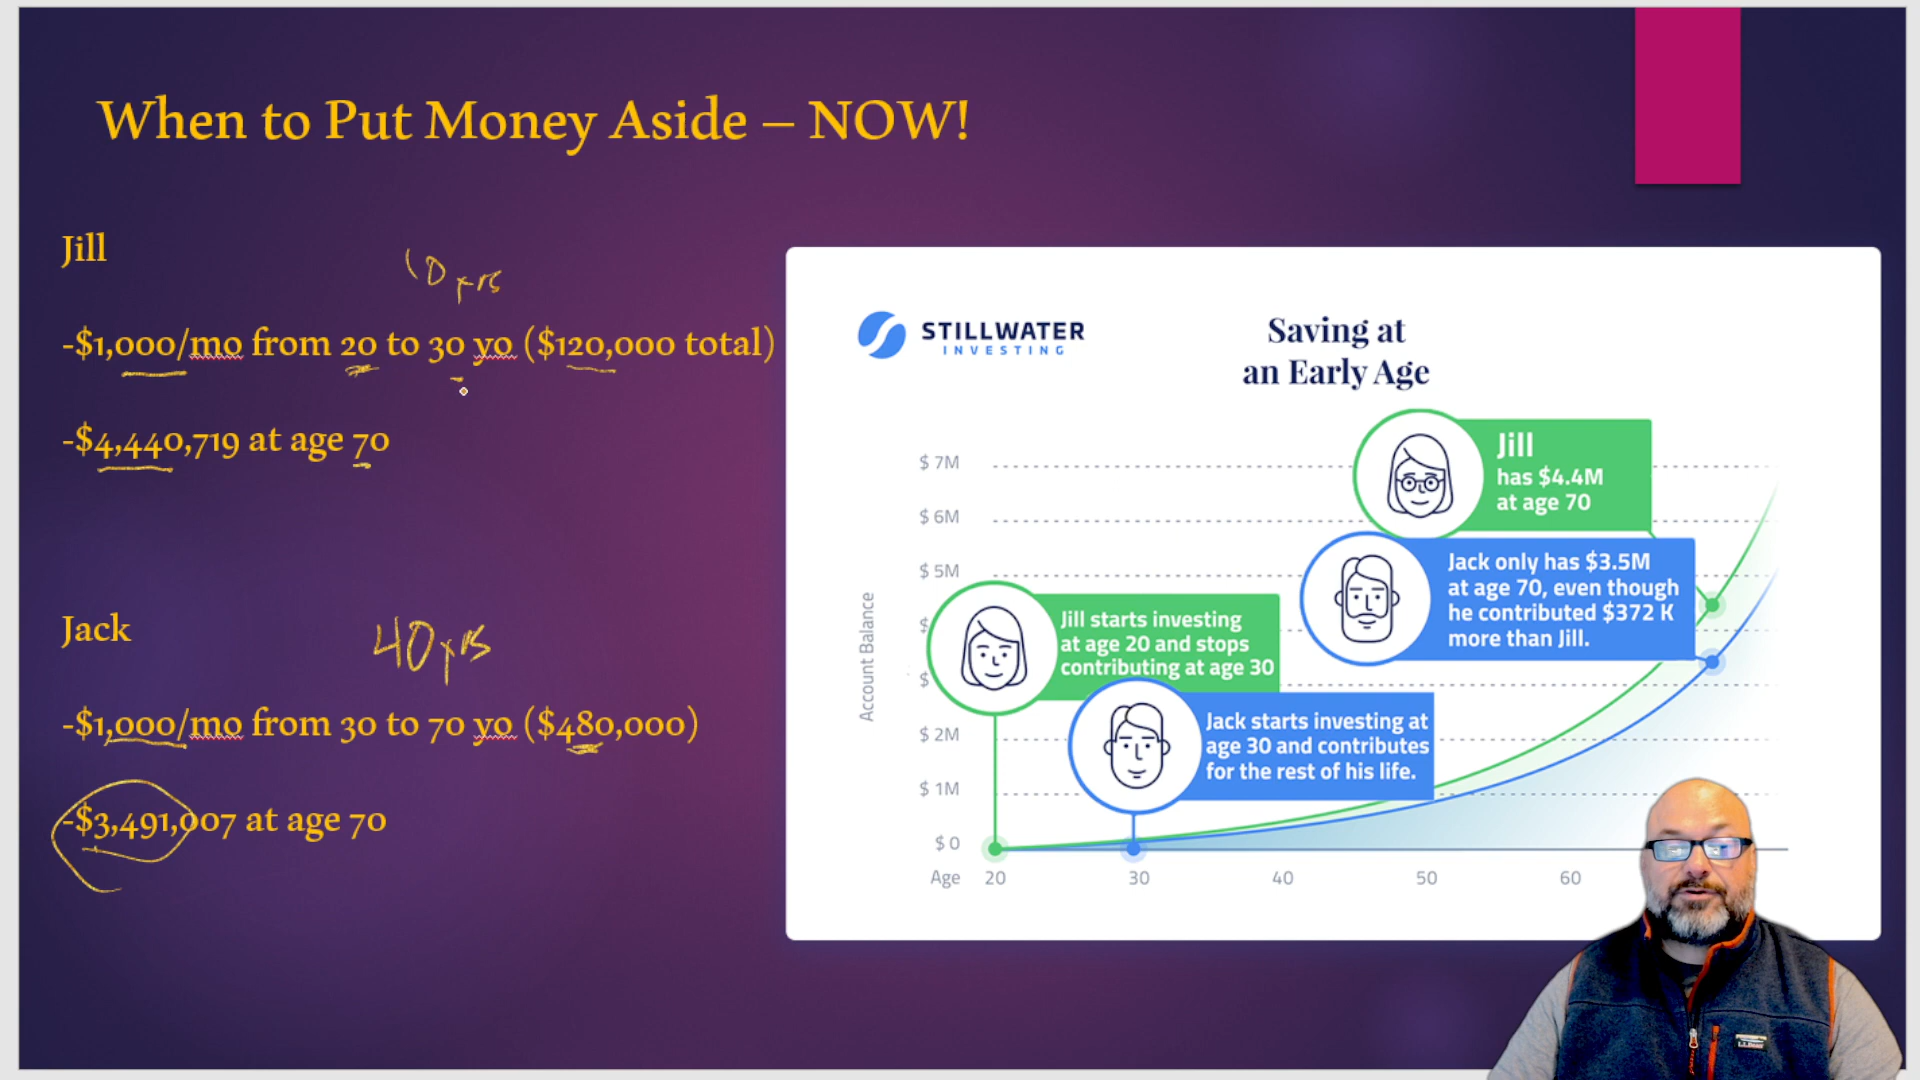 When to Put Money Aside – NOW!
Jill
10 yrs
-$1,000/mo from 20 to 30 yo ($120,000 total)
-$4,440,719 at age 70
Jack
40 yrs
-$1,000/mo from 30 to 70 yo ($480,000)
-$3,491,007 at age 70
STILLWATER
INVESTING
Saving at
an Early Age
Account Balance
$ 7M
$ 6M
$ 5M
$
$
$ 2M
$ 1M
$ 0
Jill
has $4.4M
at age 70
Jack only has $3.5M
at age 70, even though
he contributed $372 K
more than Jill.
Jill starts investing
at age 20 and stops
contributing at age 30
Jack starts investing at
age 30 and contributes
for the rest of his life.
Age 20 30 40 50 60